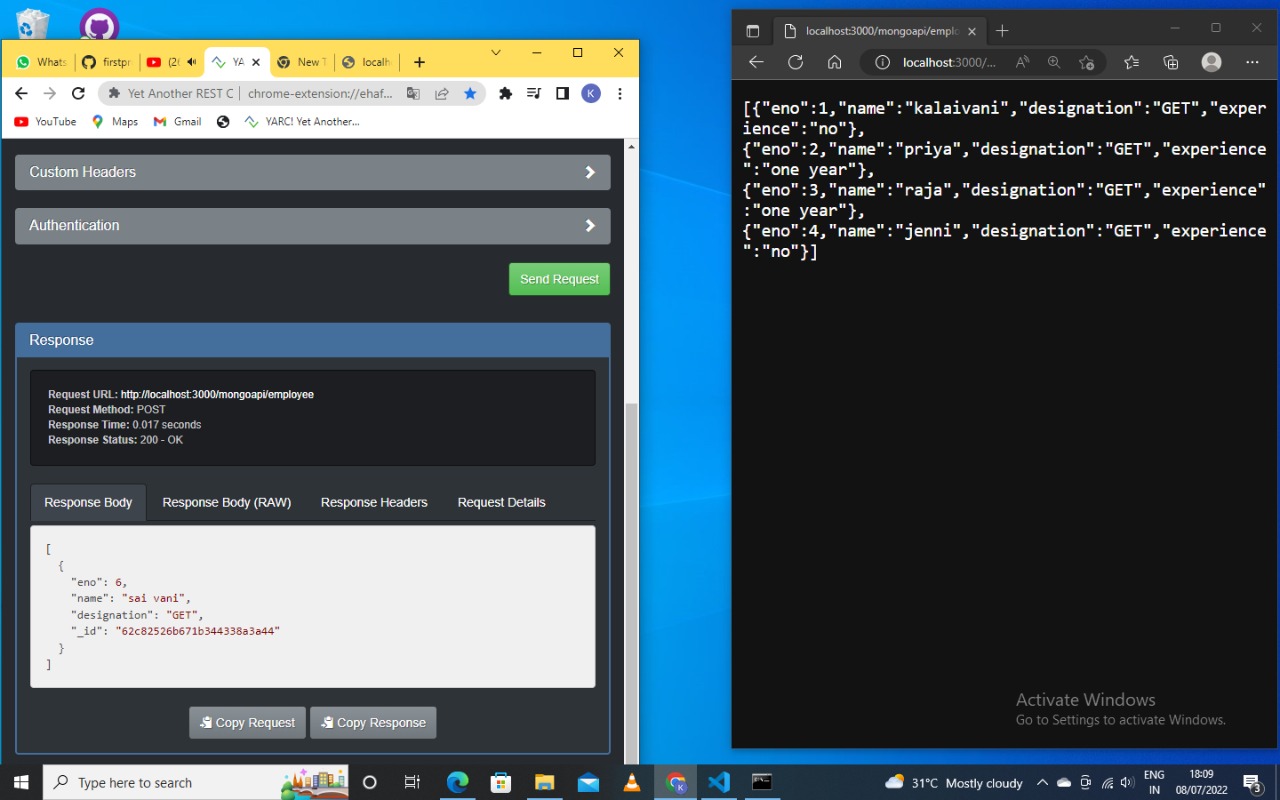 Whats
firstpr
(2(
YA
New T
localh
Yet Another REST C
chrome-extension://ehaf...
K
YouTube
Maps
Gmail
YARC! Yet Another...
Custom Headers
Authentication
Send Request
Response
Request URL: http://localhost:3000/mongoapi/employee
Request Method: POST
Response Time: 0.017 seconds
Response Status: 200 - OK
Response Body
Response Body (RAW)
Response Headers
Request Details
[
{
"eno": 6,
"name": "sai vani",
"designation": "GET",
"_id": "62c82526b671b344338a3a44"
}
]
Copy Request
Copy Response
localhost:3000/mongoapi/emplo
localhost:3000/...
[{"eno":1,"name":"kalaivani","designation":"GET","exper
ience":"no"},
{"eno":2,"name":"priya","designation":"GET","experience
":"one year"},
{"eno":3,"name":"raja","designation":"GET","experience"
:"one year"},
{"eno":4,"name":"jenni","designation":"GET","experience
":"no"}]
Activate Windows
Go to Settings to activate Windows.
Type here to search
K
31°C Mostly cloudy
ENG
IN
18:09
08/07/2022
3